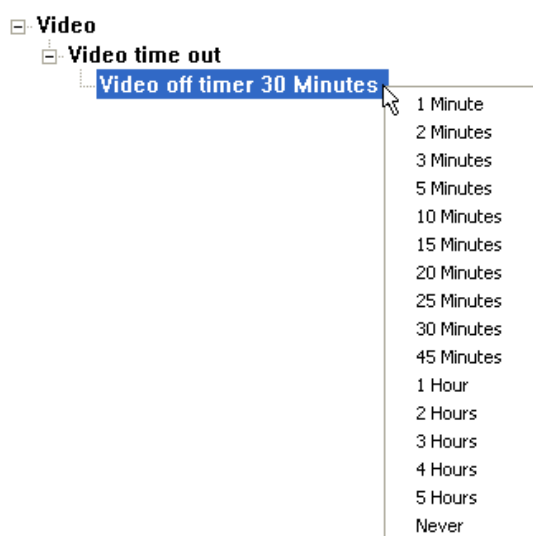 Video
Video time out
Video off timer 30 Minutes
1 Minute
2 Minutes
3 Minutes
5 Minutes
10 Minutes
15 Minutes
20 Minutes
25 Minutes
30 Minutes
45 Minutes
1 Hour
2 Hours
3 Hours
4 Hours
5 Hours
Never